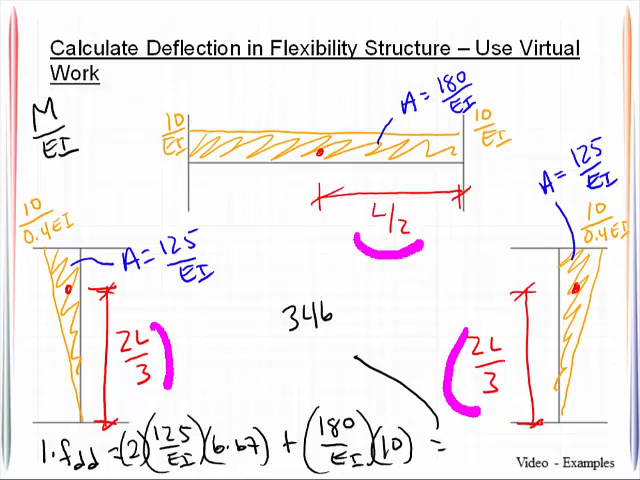 Calculate Deflection in Flexibility Structure – Use Virtual
Work
M/EI
A = 180/EI
10/EI
10/EI
A = 125/EI
L/2
10/0.4EI
A = 125/EI
10/0.4EI
346
2L/3
2L/3
1.fdd = (2)(125/EI)(6.67) + (180/EI)(10) =
Video - Examples